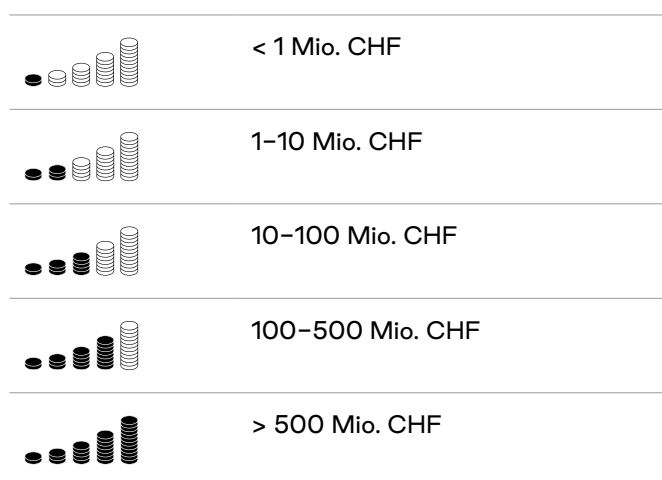 < 1 Mio. CHF
1–10 Mio. CHF
10–100 Mio. CHF
100–500 Mio. CHF
> 500 Mio. CHF